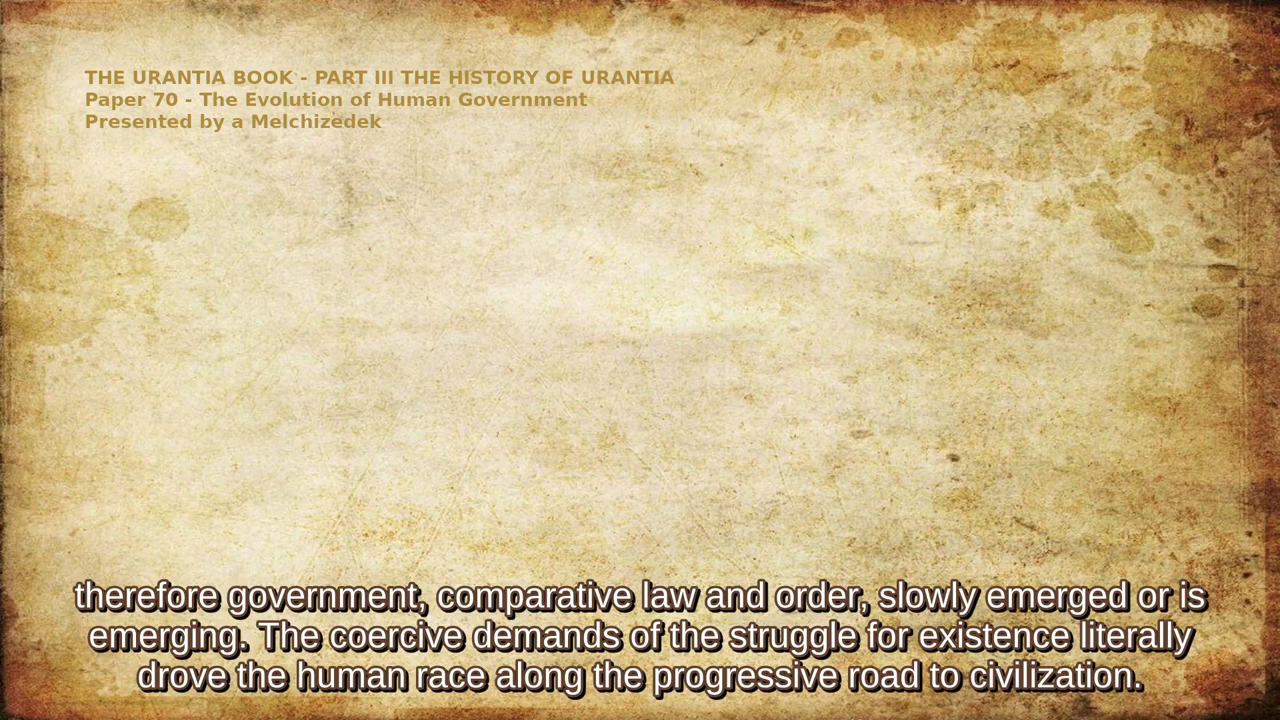 THE URANTIA BOOK - PART III THE HISTORY OF URANTIA
Paper 70 - The Evolution of Human Government
Presented by a Melchizedek
therefore government, comparative law and order, slowly emerged or is
emerging. The coercive demands of the struggle for existence literally
drove the human race along the progressive road to civilization.